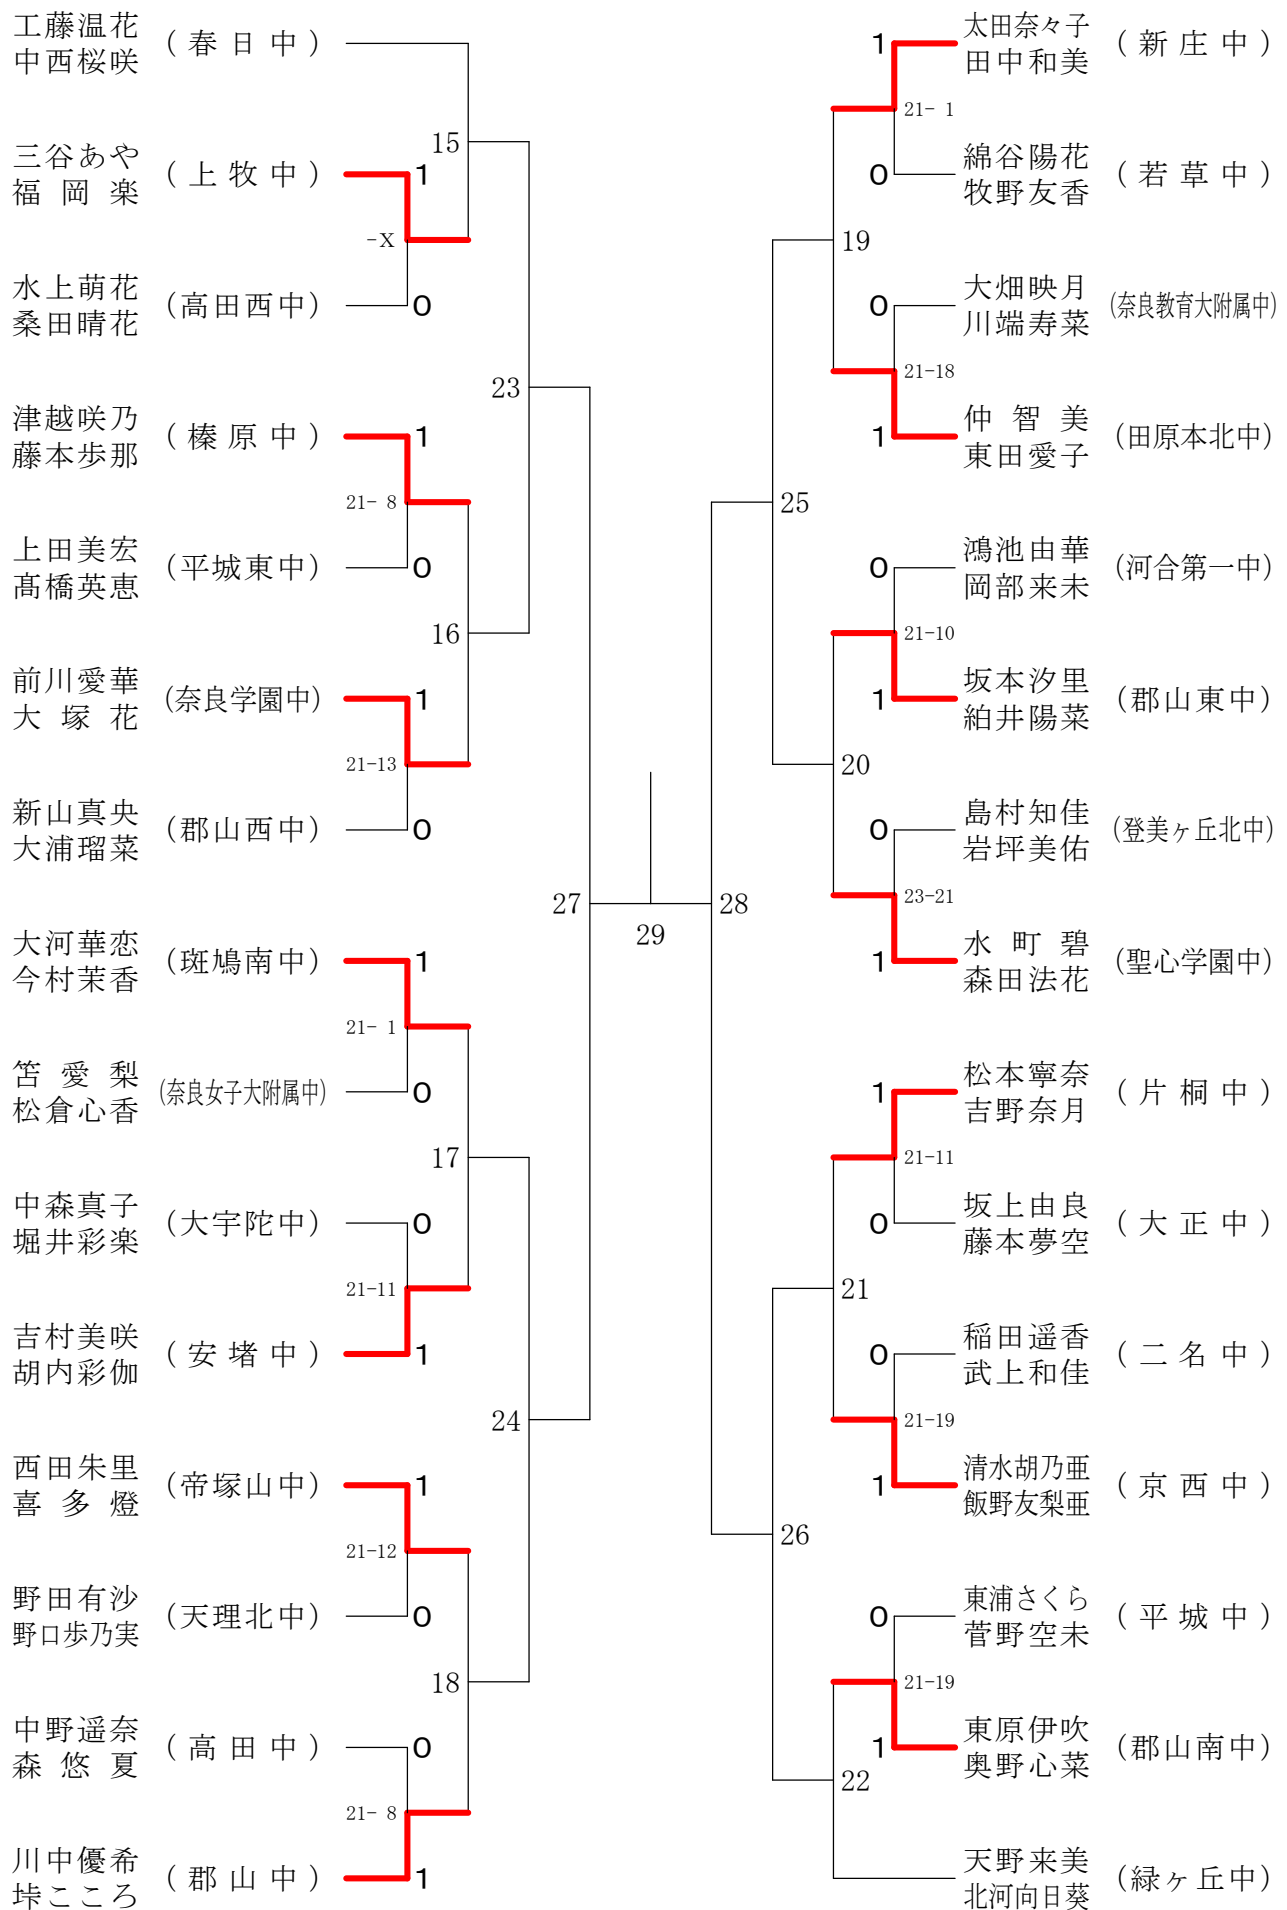 工藤温花
中西桜咲
(春日中)
15
三谷あや
福岡楽
(上牧中)
1
-X
水上萌花
桑田晴花
(高田西中)
0
23
津越咲乃
藤本歩那
(榛原中)
1
21- 8
上田美宏
髙橋英恵
(平城東中)
0
16
前川愛華
大塚花
(奈良学園中)
1
21-13
新山真央
大浦瑠菜
(郡山西中)
0
27
大河華恋
今村茉香
(斑鳩南中)
1
21- 1
笘愛梨
松倉心香
(奈良女子大附属中)
0
17
中森真子
堀井彩楽
(大宇陀中)
0
21-11
吉村美咲
胡内彩伽
(安堵中)
1
24
西田朱里
喜多燈
(帝塚山中)
1
21-12
野田有沙
野口歩乃実
(天理北中)
0
18
中野遥奈
森悠夏
(高田中)
0
21- 8
川中優希
垰こころ
(郡山中)
1
29
1
太田奈々子
田中和美
(新庄中)
21- 1
0
綿谷陽花
牧野友香
(若草中)
19
0
大畑映月
川端寿菜
(奈良教育大附属中)
21-18
1
仲智美
東田愛子
(田原本北中)
25
0
鴻池由華
岡部来未
(河合第一中)
21-10
1
坂本汐里
絈井陽菜
(郡山東中)
20
0
島村知佳
岩坪美佑
(登美ヶ丘北中)
23-21
1
水町碧
森田法花
(聖心学園中)
28
1
松本寧奈
吉野奈月
(片桐中)
21-11
0
坂上由良
藤本夢空
(大正中)
21
0
稲田遥香
武上和佳
(二名中)
21-19
1
清水胡乃亜
飯野友梨亜
(京西中)
26
0
東浦さくら
菅野空未
(平城中)
21-19
1
東原伊吹
奥野心菜
(郡山南中)
22
天野来美
北河向日葵
(緑ヶ丘中)